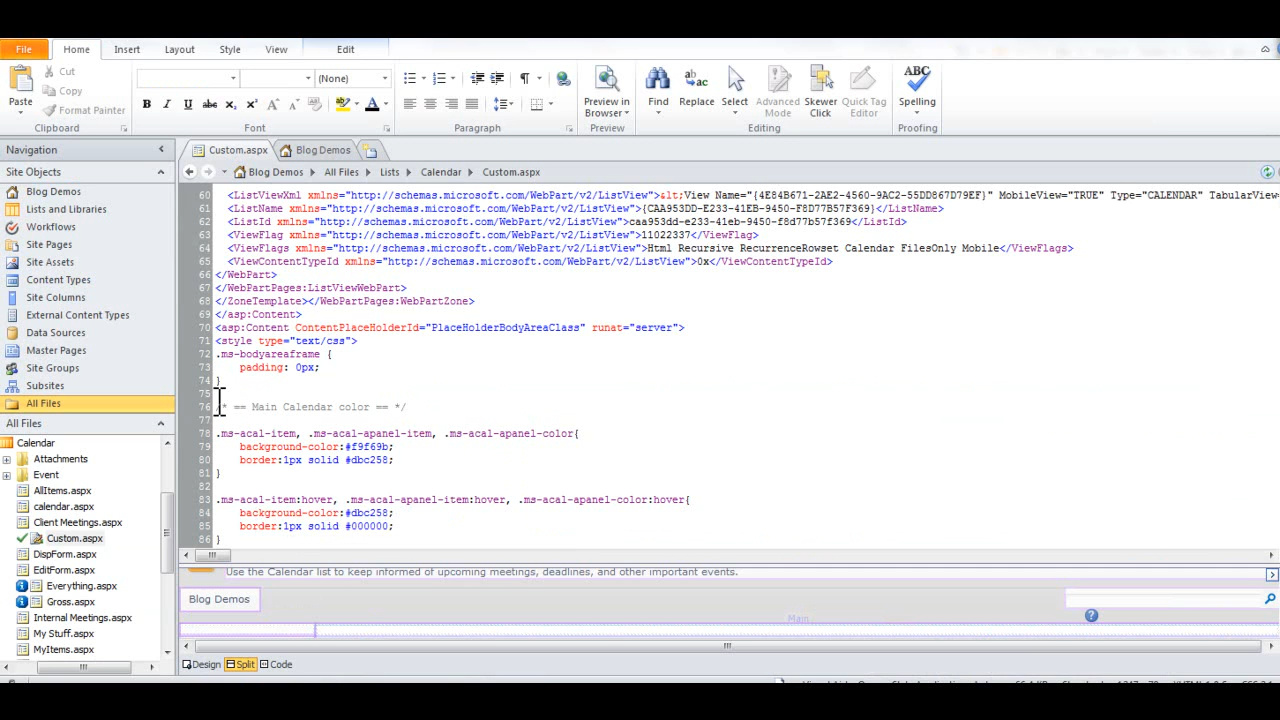 File Home Insert Layout Style View Edit
Cut
Copy
Paste
Format Painter
(None)
Preview in Browser
Find
Replace
Select
Advanced Mode
Skewer Click
Quick Tag Editor
ABC
Spelling
Clipboard Font Paragraph Preview Editing Proofing
Navigation
Custom.aspx Blog Demos
Site Objects
Blog Demos All Files Lists Calendar Custom.aspx
Blog Demos
Lists and Libraries
Workflows
Site Pages
Site Assets
Content Types
Site Columns
External Content Types
Data Sources
Master Pages
Site Groups
Subsites
All Files
All Files
Calendar
Attachments
Event
AllItems.aspx
calendar.aspx
Client Meetings.aspx
Custom.aspx
DispForm.aspx
EditForm.aspx
Everything.aspx
Gross.aspx
Internal Meetings.aspx
My Stuff.aspx
MyItems.aspx
60 <ListViewXml xmlns="http://schemas.microsoft.com/WebPart/v2/ListView">&lt;View Name="{4E84B671-2AE2-4560-9AC2-55DD867D79EF}" MobileView="TRUE" Type="CALENDAR" TabularView=
61 <ListName xmlns="http://schemas.microsoft.com/WebPart/v2/ListView">{CAA953DD-E233-41EB-9450-F8D77B57F369}</ListName>
62 <ListId xmlns="http://schemas.microsoft.com/WebPart/v2/ListView">caa953dd-e233-41eb-9450-f8d77b57f369</ListId>
63 <ViewFlag xmlns="http://schemas.microsoft.com/WebPart/v2/ListView">11022337</ViewFlag>
64 <ViewFlags xmlns="http://schemas.microsoft.com/WebPart/v2/ListView">Html Recursive RecurrenceRowset Calendar FilesOnly Mobile</ViewFlags>
65 <ViewContentTypeId xmlns="http://schemas.microsoft.com/WebPart/v2/ListView">0x</ViewContentTypeId>
66 </WebPart>
67 </WebPartPages:ListViewWebPart>
68 </ZoneTemplate></WebPartPages:WebPartZone>
69 </asp:Content>
70 <asp:Content ContentPlaceHolderId="PlaceHolderBodyAreaClass" runat="server">
71 <style type="text/css">
72 .ms-bodyareaframe {
73 padding: 0px;
74 }
75
76 /* == Main Calendar color == */
77
78 .ms-acal-item, .ms-acal-apanel-item, .ms-acal-apanel-color{
79 background-color:#f9f69b;
80 border:1px solid #dbc258;
81 }
82
83 .ms-acal-item:hover, .ms-acal-apanel-item:hover, .ms-acal-apanel-color:hover{
84 background-color:#dbc258;
85 border:1px solid #000000;
86 }
Use the Calendar list to keep informed of upcoming meetings, deadlines, and other important events.
Blog Demos
Main
Design Split Code